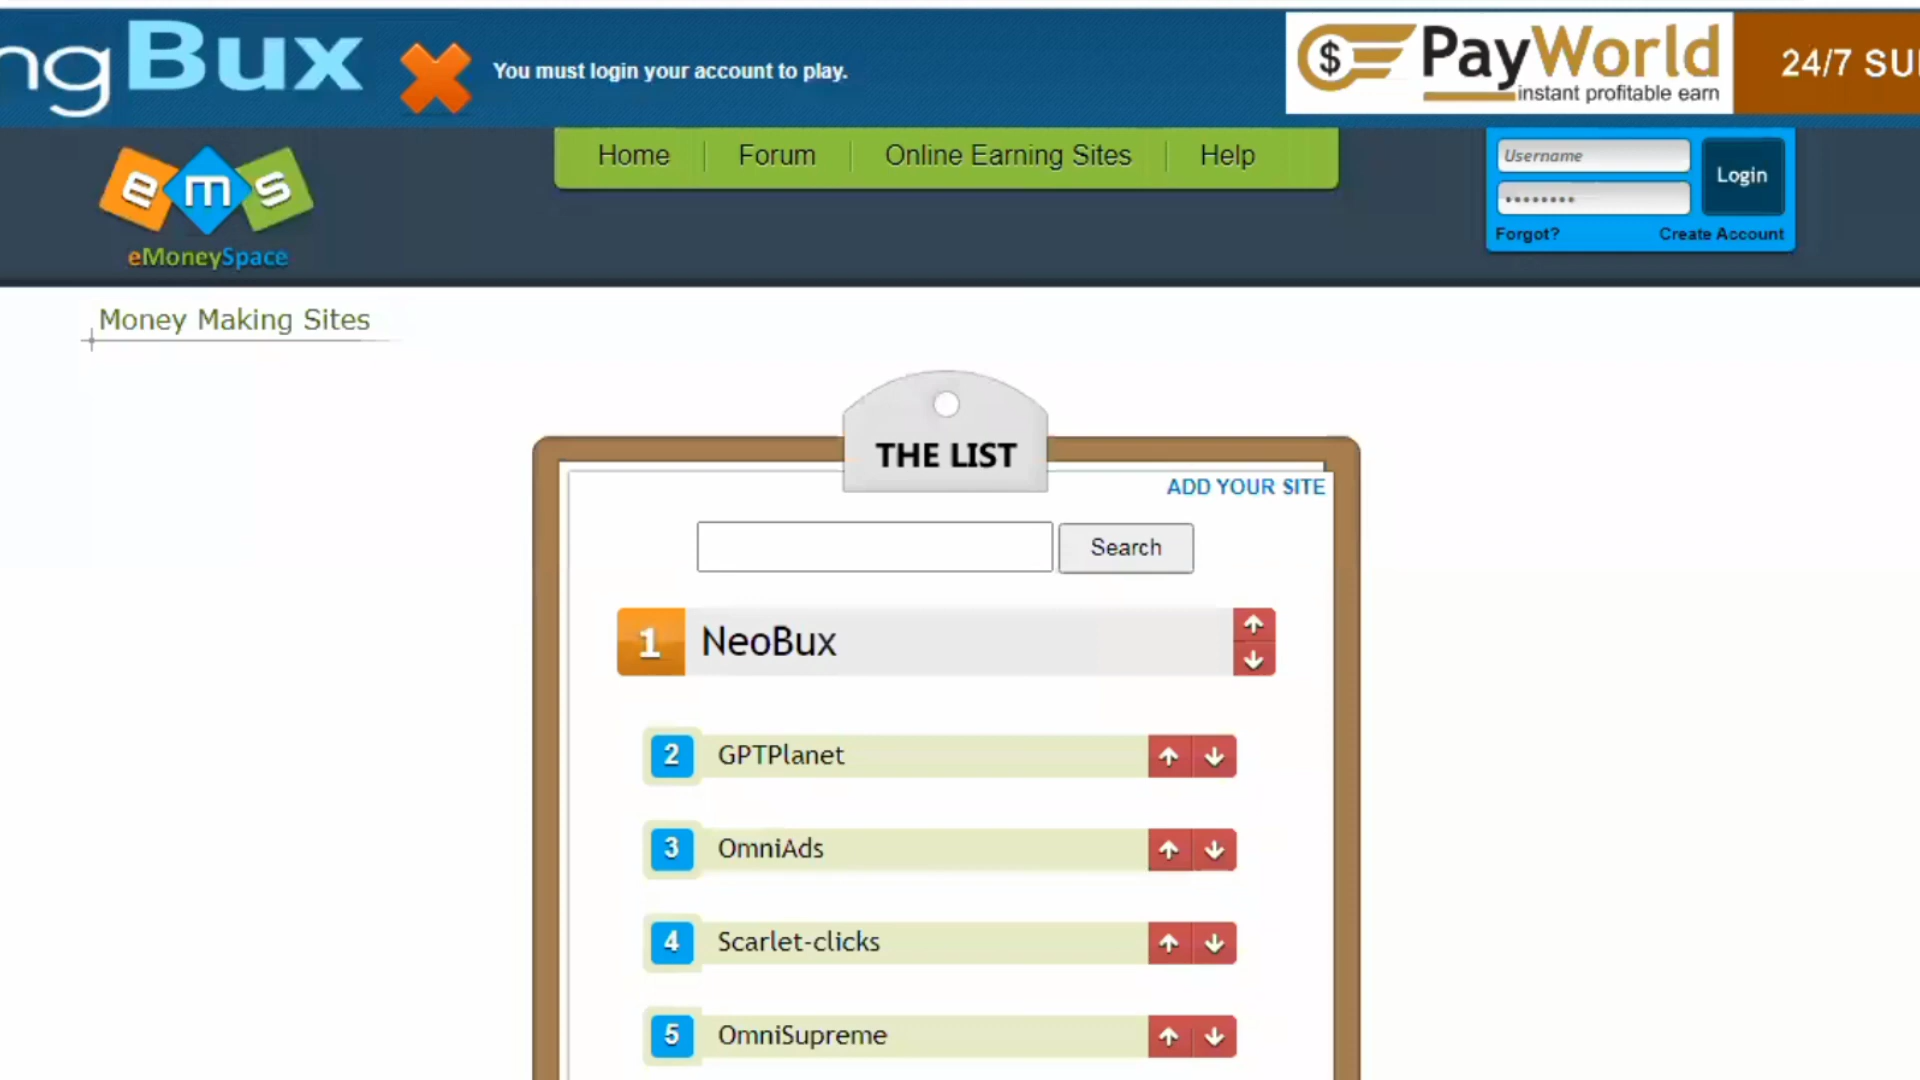 ngBux
You must login your account to play.
PayWorld
instant profitable earn
24/7 SU
ems
eMoneySpace
Home
Forum
Online Earning Sites
Help
Username
Login
Forgot?
Create Account
Money Making Sites
THE LIST
ADD YOUR SITE
Search
1 NeoBux
2 GPTPlanet
3 OmniAds
4 Scarlet-clicks
5 OmniSupreme